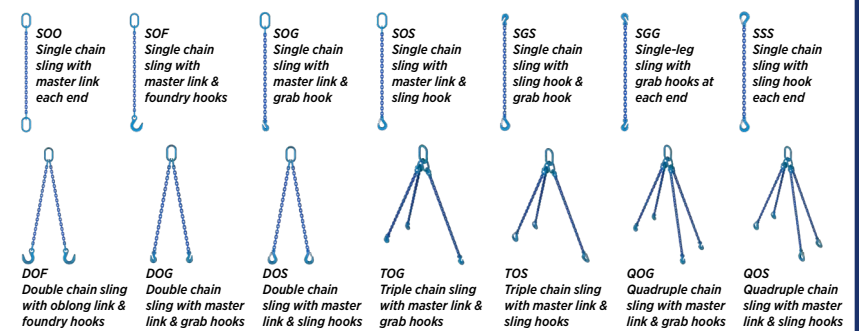 SOO
Single chain
sling with
master link
each end
SOF
Single chain
sling with
master link &
foundry hooks
SOG
Single chain
sling with
master link &
grab hook
SOS
Single chain
sling with
master link &
sling hook
SGS
Single chain
sling with
sling hook &
grab hook
SGG
Single-leg
sling with
grab hooks at
each end
SSS
Single chain
sling with
sling hook
each end
DOF
Double chain sling
with oblong link &
foundry hooks
DOG
Double chain
sling with master
link & grab hooks
DOS
Double chain
sling with master
link & sling hooks
TOG
Triple chain sling
with master link &
grab hooks
TOS
Triple chain sling
with master link &
sling hooks
QOG
Quadruple chain
sling with master
link & grab hooks
QOS
Quadruple chain
sling with master
link & sling hooks